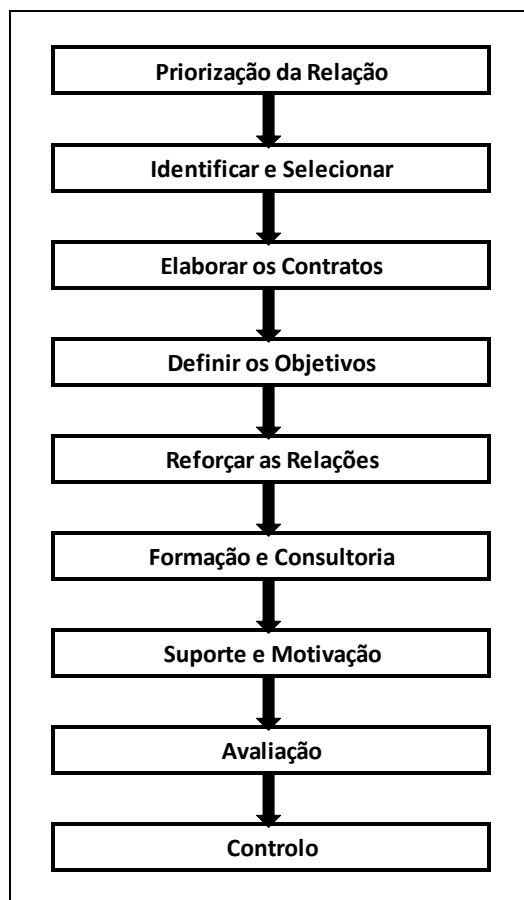 Priorização da Relação
Identificar e Selecionar
Elaborar os Contratos
Definir os Objetivos
Reforçar as Relações
Formação e Consultoria
Suporte e Motivação
Avaliação
Controlo